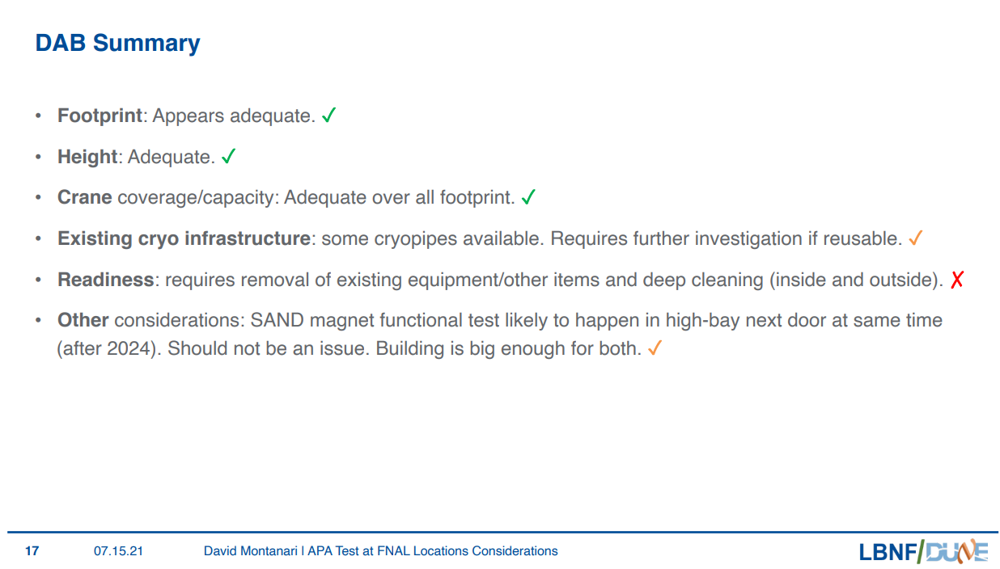 DAB Summary
• Footprint: Appears adequate. ✓
• Height: Adequate. ✓
• Crane coverage/capacity: Adequate over all footprint. ✓
• Existing cryo infrastructure: some cryopipes available. Requires further investigation if reusable. ✓
• Readiness: requires removal of existing equipment/other items and deep cleaning (inside and outside). ✗
• Other considerations: SAND magnet functional test likely to happen in high-bay next door at same time
(after 2024). Should not be an issue. Building is big enough for both. ✓
17 07.15.21 David Montanari | APA Test at FNAL Locations Considerations LBNF/DUNE